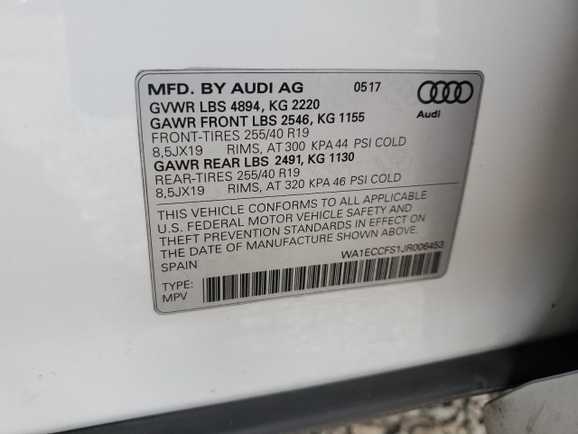 MFD. BY AUDI AG 0517
Audi
GVWR LBS 4894, KG 2220
GAWR FRONT LBS 2546, KG 1155
FRONT-TIRES 255/40 R19
8,5JX19 RIMS, AT 300 KPA 44 PSI COLD
GAWR REAR LBS 2491, KG 1130
REAR-TIRES 255/40 R19
8,5JX19 RIMS, AT 320 KPA 46 PSI COLD
THIS VEHICLE CONFORMS TO ALL APPLICABLE
U.S. FEDERAL MOTOR VEHICLE SAFETY AND
THEFT PREVENTION STANDARDS IN EFFECT ON
THE DATE OF MANUFACTURE SHOWN ABOVE.
SPAIN WA1ECCFS1JR006453
TYPE:
MPV